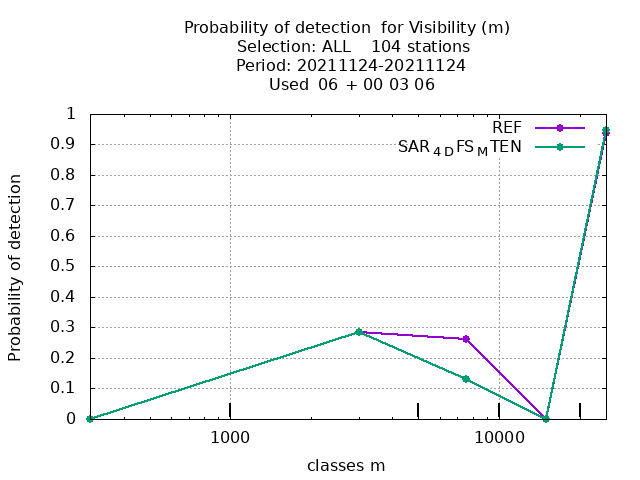 Probability of detection  for Visibility (m)
Selection: ALL    104 stations
Period: 20211124-20211124
Used  06 + 00 03 06
REF
SAR4DFSMTEN
1
0.9
0.8
0.7
0.6
0.5
0.4
0.3
0.2
0.1
0
Probability of detection
1000 10000
classes m